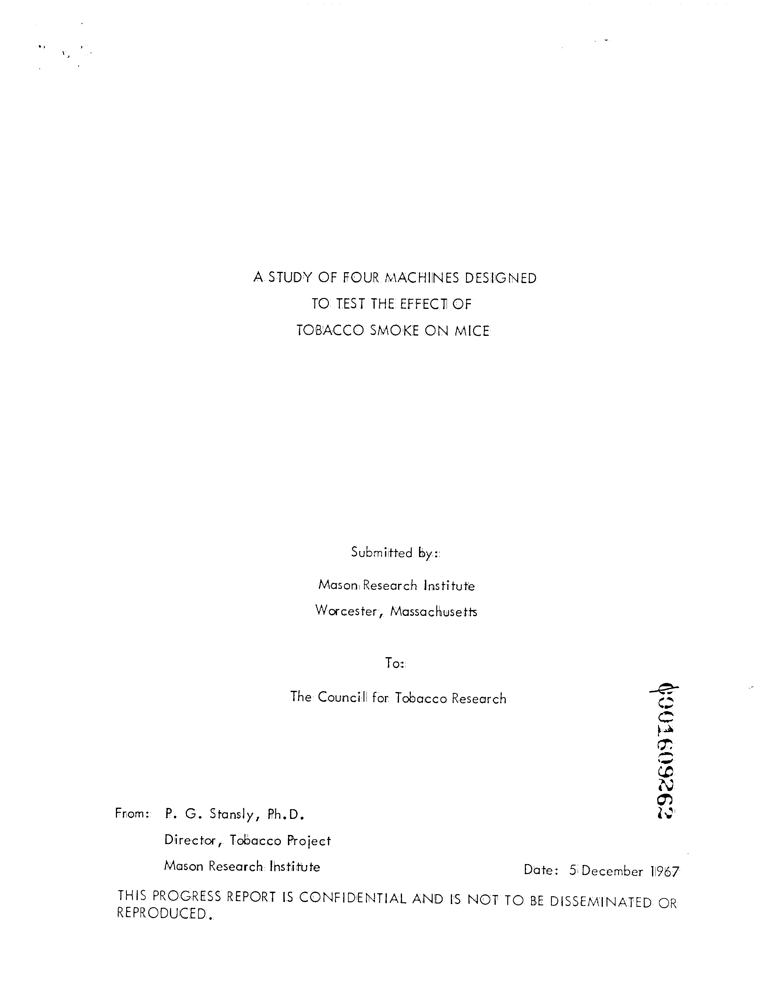 A STUDY OF FOUR MACHINES DESIGNED
TO TEST THE EFFECT OF
TOBACCO SMOKE ON MICE
Submitted by:
Mason Research Institute
Worcester, Massachusetts
To:
The Council for Tobacco Research
From: P. G. Stansly, Ph.D.
Director, Tobacco Project
Mason Research Institute
Date: 5 December 1967
THIS PROGRESS REPORT IS CONFIDENTIAL AND IS NOT TO BE DISSEMINATED OR
REPRODUCED.